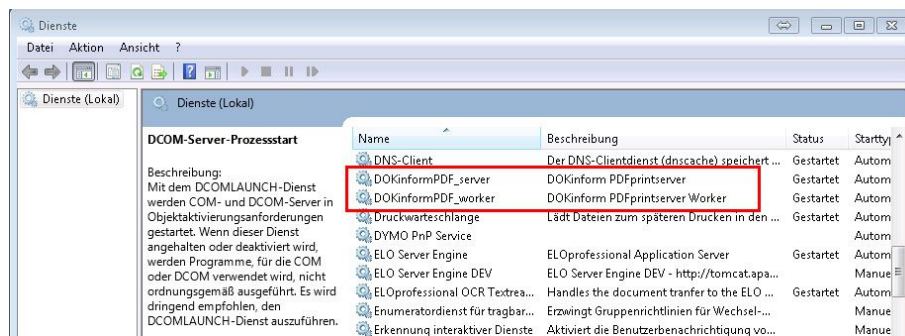 Dienste
Datei Aktion Ansicht ?
Dienste (Lokal)
Dienste (Lokal)
DCOM-Server-Prozessstart
Beschreibung:
Mit dem DCOMLAUNCH-Dienst
werden COM- und DCOM-Server in
Objektaktivierungsanforderungen
gestartet. Wenn dieser Dienst
angehalten oder deaktiviert wird,
werden Programme, für die COM
oder DCOM verwendet wird, nicht
ordnungsgemäß ausgeführt. Es wird
dringend empfohlen, den
DCOMLAUNCH-Dienst auszuführen.
Name Beschreibung Status Starttyp
DNS-Client Der DNS-Clientdienst (dnscache) speichert ... Gestartet Autom
DOKinformPDF_server DOKinform PDFprintserver Gestartet Autom
DOKinformPDF_worker DOKinform PDFprintserver Worker Gestartet Autom
Druckwarteschlange Lädt Dateien zum späteren Drucken in den ... Gestartet Autom
DYMO PnP Service Autom
ELO Server Engine ELOprofessional Application Server Gestartet Autom
ELO Server Engine DEV ELO Server Engine DEV - http://tomcat.apa... Manue
ELOprofessional OCR Textrea... Handles the document tranfer to the ELO ... Gestartet Autom
Enumeratordienst für tragbar... Erzwingt Gruppenrichtlinien für Wechsel-... Manue
Erkennung interaktiver Dienste Aktiviert die Benutzerbenachrichtigung vo... Manue